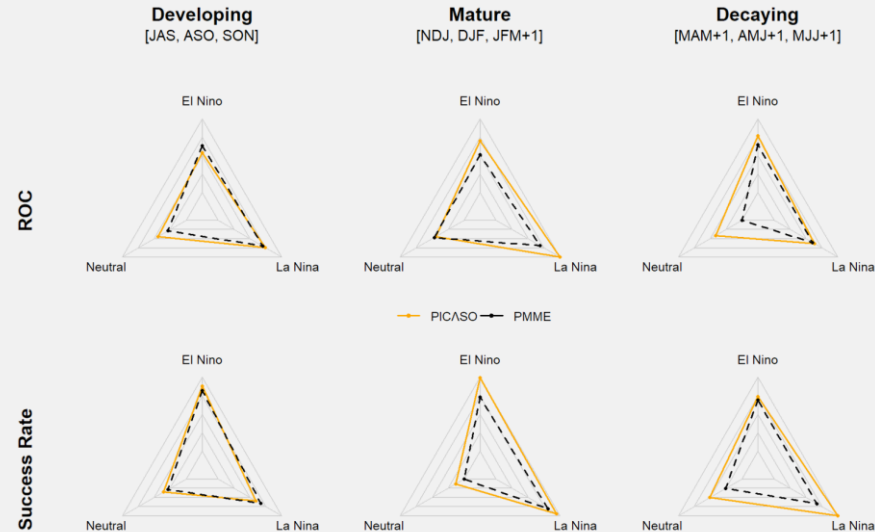 Developing
[JAS, ASO, SON]
Mature
[NDJ, DJF, JFM+1]
Decaying
[MAM+1, AMJ+1, MJJ+1]
ROC
El Nino
Neutral
La Nina
El Nino
Neutral
La Nina
El Nino
Neutral
La Nina
PICASO
PMME
Success Rate
El Nino
Neutral
La Nina
El Nino
Neutral
La Nina
El Nino
Neutral
La Nina